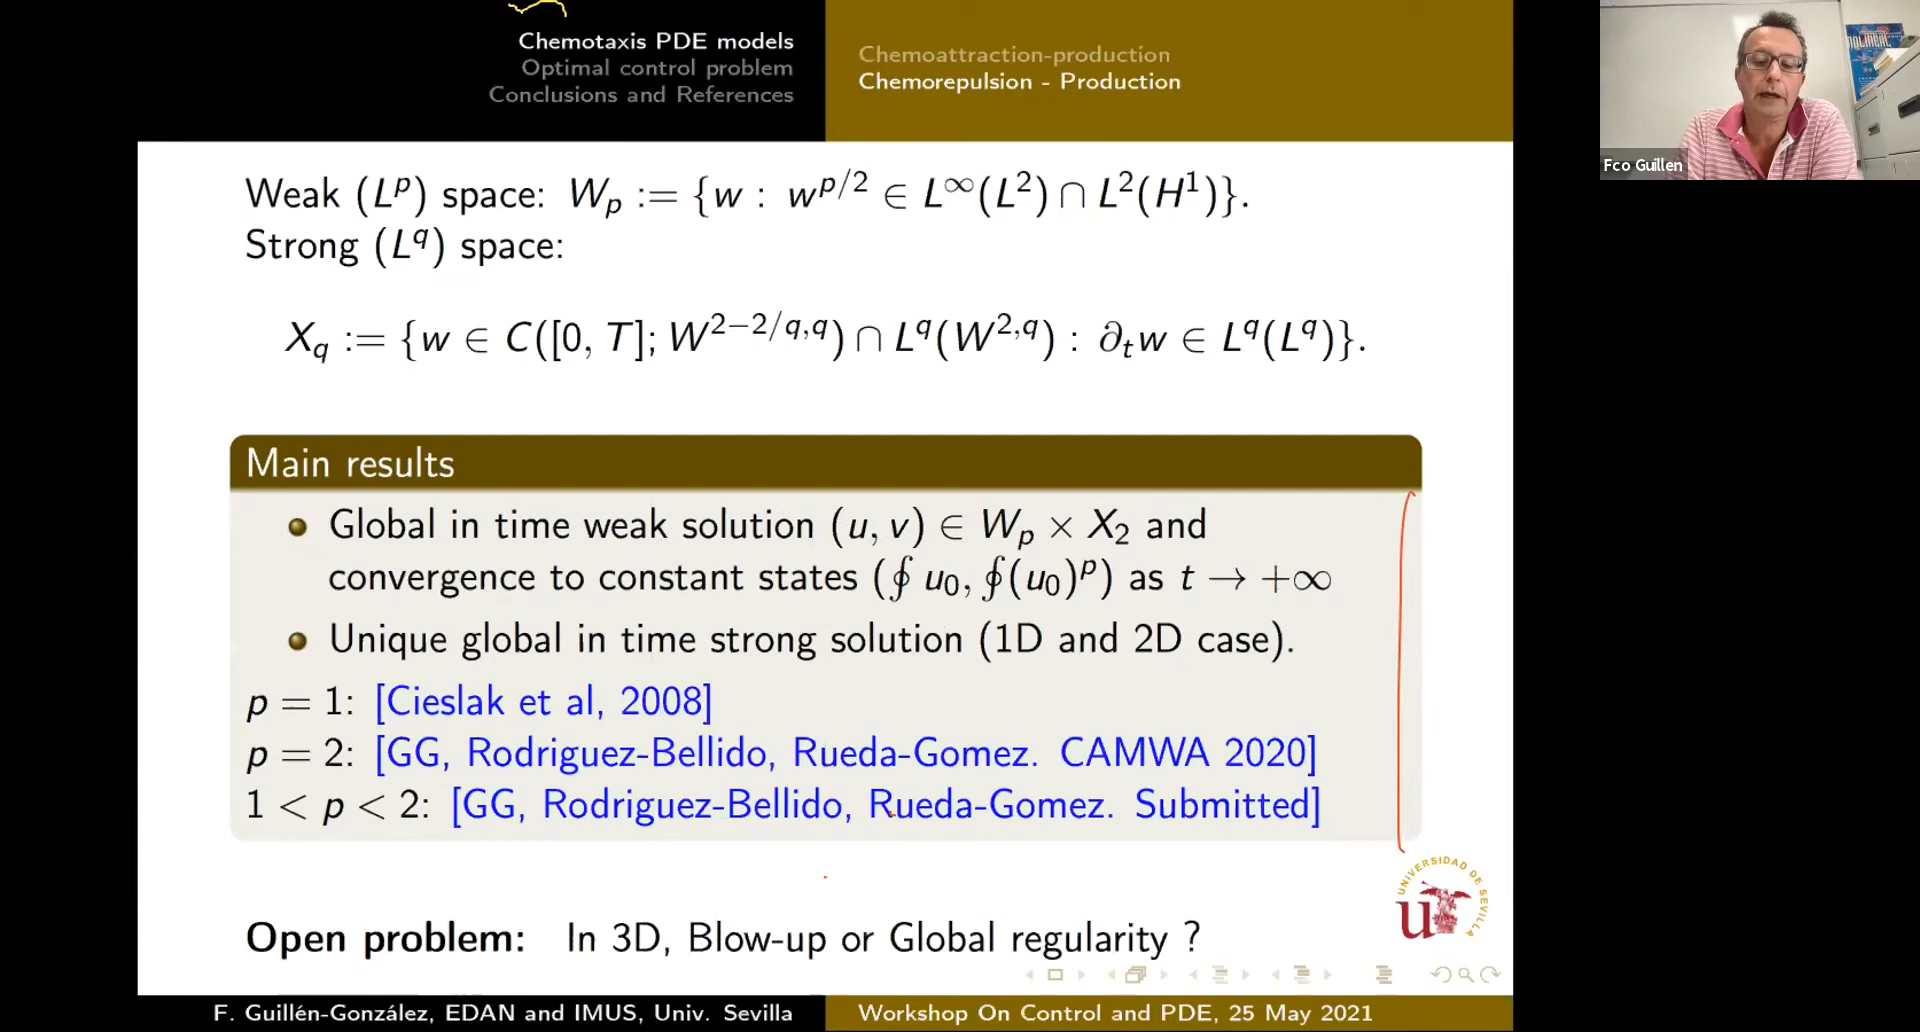 Chemotaxis PDE models
Optimal control problem
Conclusions and References
Chemoattraction-production
Chemorepulsion - Production
Fco Guillen
Weak (L^p) space: W_p := {w : w^{p/2} ∈ L^∞(L^2) ∩ L^2(H^1)}.
Strong (L^q) space:
X_q := {w ∈ C([0, T]; W^{2−2/q,q}) ∩ L^q(W^{2,q}) : ∂_t w ∈ L^q(L^q)}.
Main results
Global in time weak solution (u, v) ∈ W_p × X_2 and
convergence to constant states (∮ u_0, ∮(u_0)^p) as t → +∞
Unique global in time strong solution (1D and 2D case).
p = 1: [Cieslak et al, 2008]
p = 2: [GG, Rodriguez-Bellido, Rueda-Gomez. CAMWA 2020]
1 < p < 2: [GG, Rodriguez-Bellido, Rueda-Gomez. Submitted]
UNIVERSIDAD DE SEVILLA
Open problem: In 3D, Blow-up or Global regularity ?
F. Guillén-González, EDAN and IMUS, Univ. Sevilla
Workshop On Control and PDE, 25 May 2021